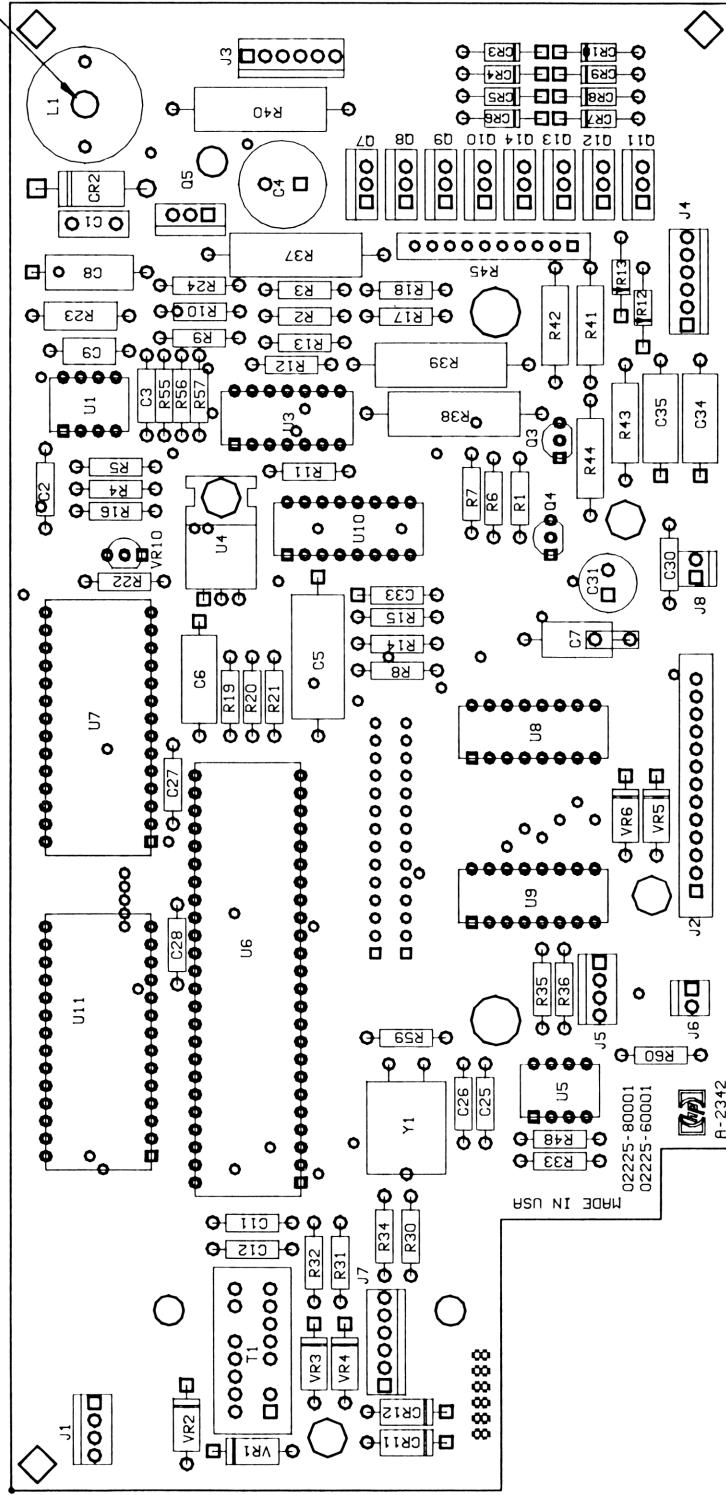 L1
J3
R40
CR3
CR10
CR4
CR9
CR5
CR8
CR6
CR7
CR2
C1
Q5
C4
Q7
Q8
Q9
Q10
Q14
Q13
Q12
Q11
J4
C8
R24
R37
R45
R23
R10
R3
R18
R9
R2
R17
R13
R12
R42
R41
VR13
VR12
C9
C3
R55
R56
R57
R39
U1
U3
R38
Q3
R43
C35
C34
R44
C2
R5
R4
R16
R11
R7
R6
R1
U4
U10
Q4
VR10
R22
C33
R15
R14
R8
C31
C30
J8
U7
C6
R19
R20
R21
C5
C7
U8
C27
VR6
VR5
U9
J2
U11
C28
U6
R35
R36
J5
J6
R59
R60
Y1
C26
C25
U5
R48
R33
02225-80001
02225-60001
hp
A-2342
MADE IN USA
C11
C12
R32
R31
R34
R30
J7
T1
VR3
VR4
J1
VR2
VR1
CR12
CR11